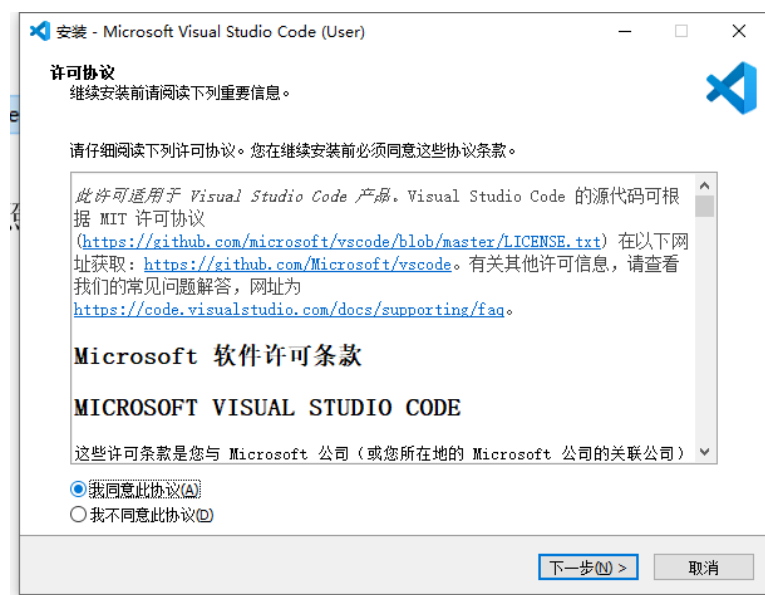 安装 - Microsoft Visual Studio Code (User)
许可协议
继续安装前请阅读下列重要信息。
请仔细阅读下列许可协议。您在继续安装前必须同意这些协议条款。
此许可适用于 Visual Studio Code 产品。Visual Studio Code 的源代码可根
据 MIT 许可协议
(https://github.com/microsoft/vscode/blob/master/LICENSE.txt) 在以下网
址获取：https://github.com/Microsoft/vscode。有关其他许可信息，请查看
我们的常见问题解答，网址为
https://code.visualstudio.com/docs/supporting/faq。
Microsoft 软件许可条款
MICROSOFT VISUAL STUDIO CODE
这些许可条款是您与 Microsoft 公司（或您所在地的 Microsoft 公司的关联公司）
我同意此协议(A)
我不同意此协议(D)
下一步(N) >
取消